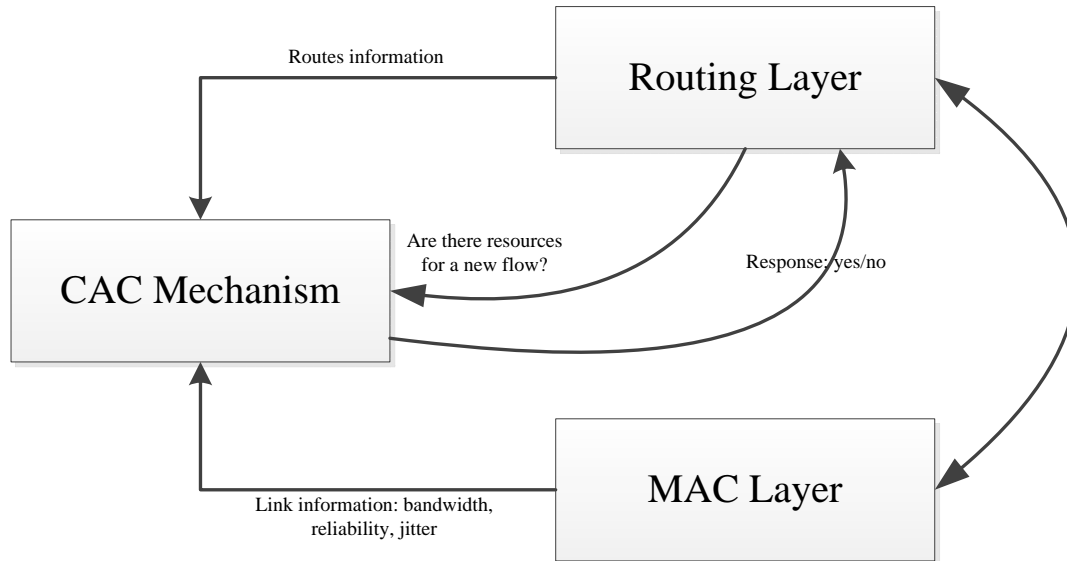 Routes information
Routing Layer
Are there resources
for a new flow?
Response: yes/no
CAC Mechanism
Link information: bandwidth,
reliability, jitter
MAC Layer